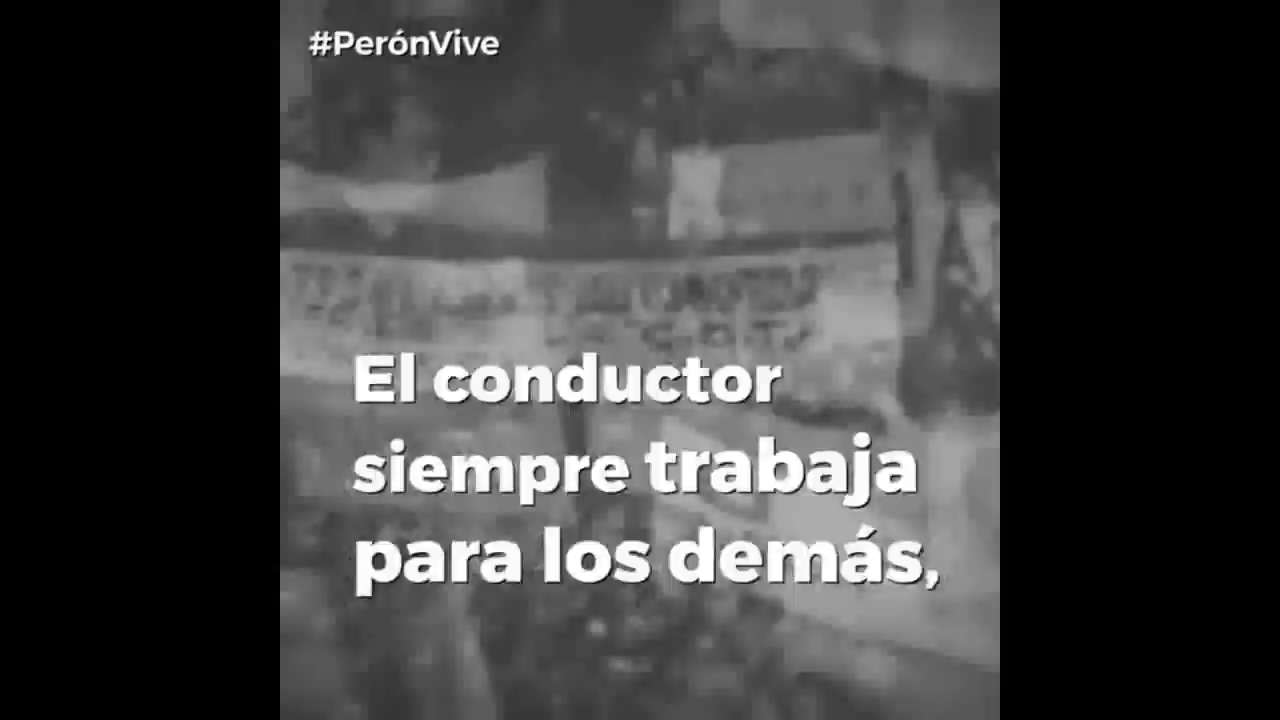 #PerónVive
El conductor
siempre trabaja
para los demás,